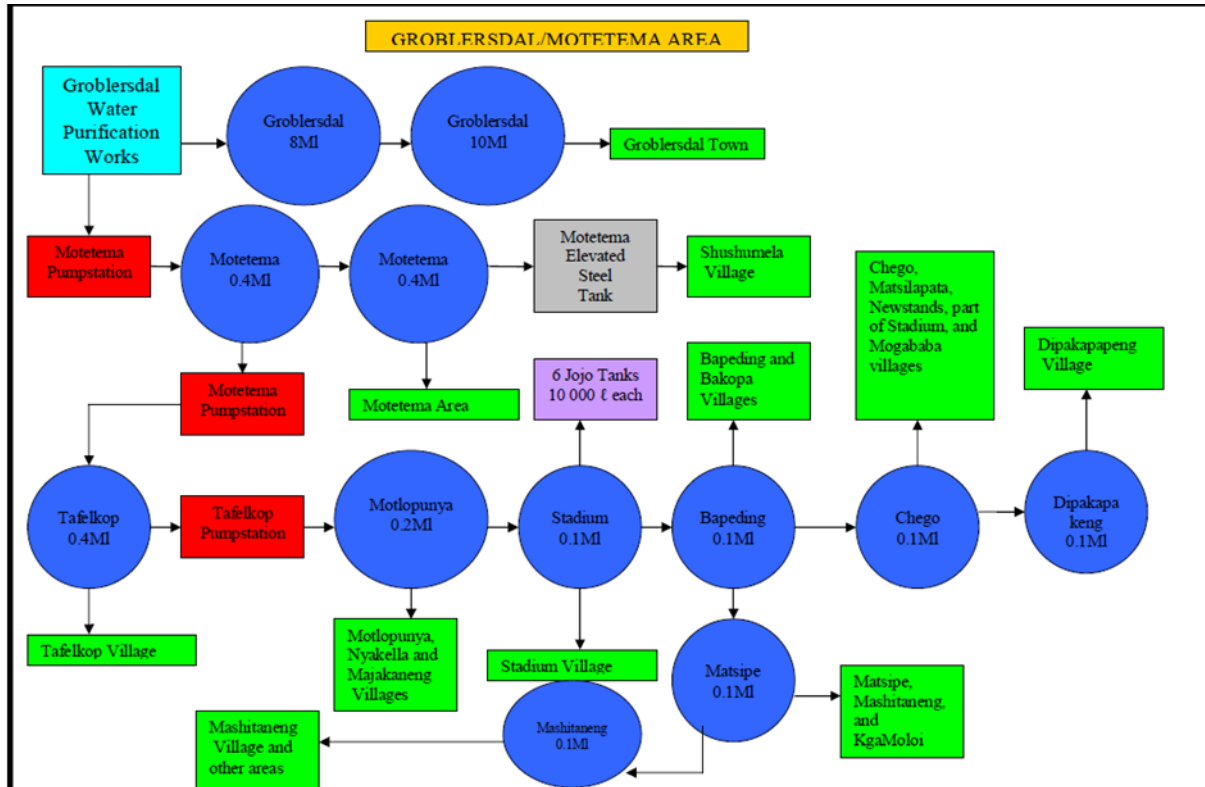 GROBLERSDAL/MOTETEMA AREA
Groblersdal
Water
Purification
Works
Groblersdal
8Ml
Groblersdal
10Ml
Groblersdal Town
Motetema
Pumpstation
Motetema
0.4Ml
Motetema
0.4Ml
Motetema
Elevated
Steel
Tank
Shushumela
Village
Chego,
Matsilapata,
Newstands, part
of Stadium, and
Mogababa
villages
Dipakapapeng
Village
Motetema
Pumpstation
Motetema Area
6 Jojo Tanks
10 000 ℓ each
Bapeding and
Bakopa
Villages
Tafelkop
0.4Ml
Tafelkop
Pumpstation
Motlopunya
0.2Ml
Stadium
0.1Ml
Bapeding
0.1Ml
Chego
0.1Ml
Dipakapa
keng
0.1Ml
Tafelkop Village
Motlopunya,
Nyakella and
Majakaneng
Villages
Stadium Village
Matsipe
0.1Ml
Matsipe,
Mashitaneng,
and
KgaMoloi
Mashitaneng
0.1Ml
Mashitaneng
Village and
other areas